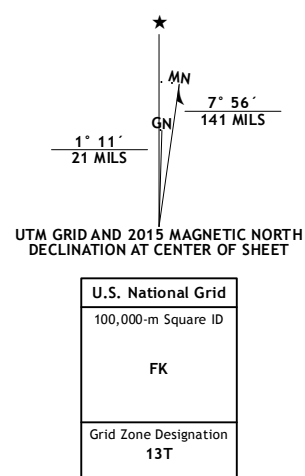 ★
MN
7° 56´
141 MILS
GN
1° 11´
21 MILS
UTM GRID AND 2015 MAGNETIC NORTH
DECLINATION AT CENTER OF SHEET
U.S. National Grid
100,000-m Square ID
FK
Grid Zone Designation
13T